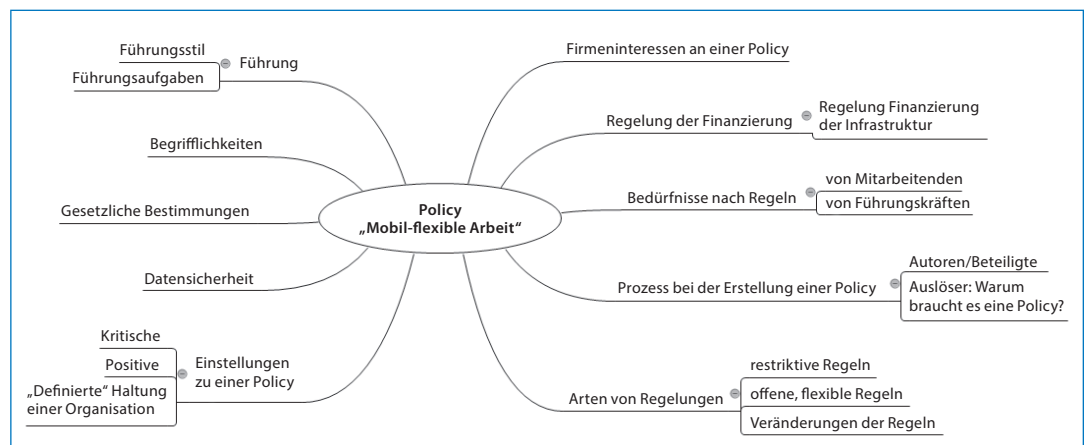 Führungsstil
Führungsaufgaben
Führung
Begrifflichkeiten
Gesetzliche Bestimmungen
Datensicherheit
Kritische
Positive
„Definierte“ Haltung
einer Organisation
Einstellungen
zu einer Policy
Policy
„Mobil-flexible Arbeit“
Firmeninteressen an einer Policy
Regelung der Finanzierung
Regelung Finanzierung
der Infrastruktur
Bedürfnisse nach Regeln
von Mitarbeitenden
von Führungskräften
Prozess bei der Erstellung einer Policy
Autoren/Beteiligte
Auslöser: Warum
braucht es eine Policy?
Arten von Regelungen
restriktive Regeln
offene, flexible Regeln
Veränderungen der Regeln